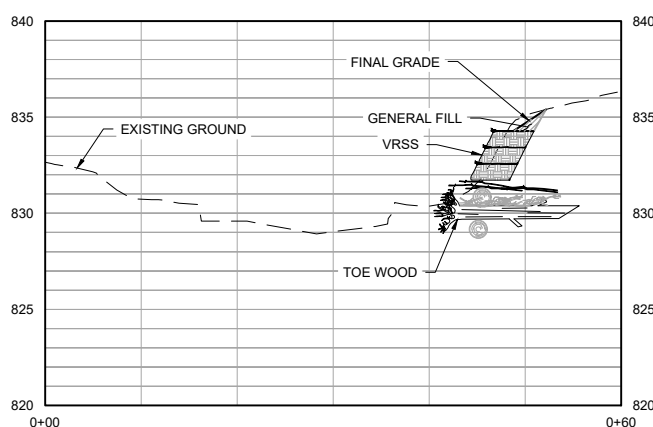 840 840
FINAL GRADE
835 835
GENERAL FILL
EXISTING GROUND
VRSS
830 830
TOE WOOD
825 825
820 820
0+00 0+60